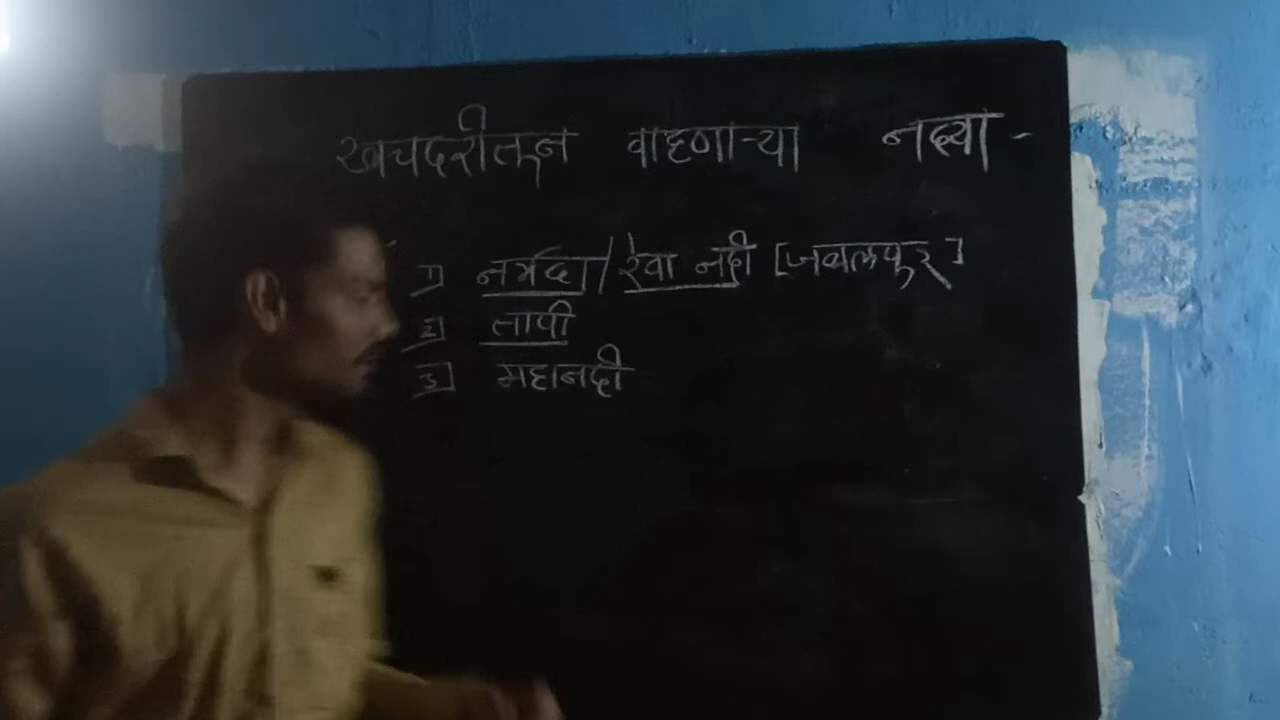 खचदरीतून वाहणाऱ्या नद्या -
१) नर्मदा/रेवा नदी [जबलपुर]
२] तापी
३] महानदी